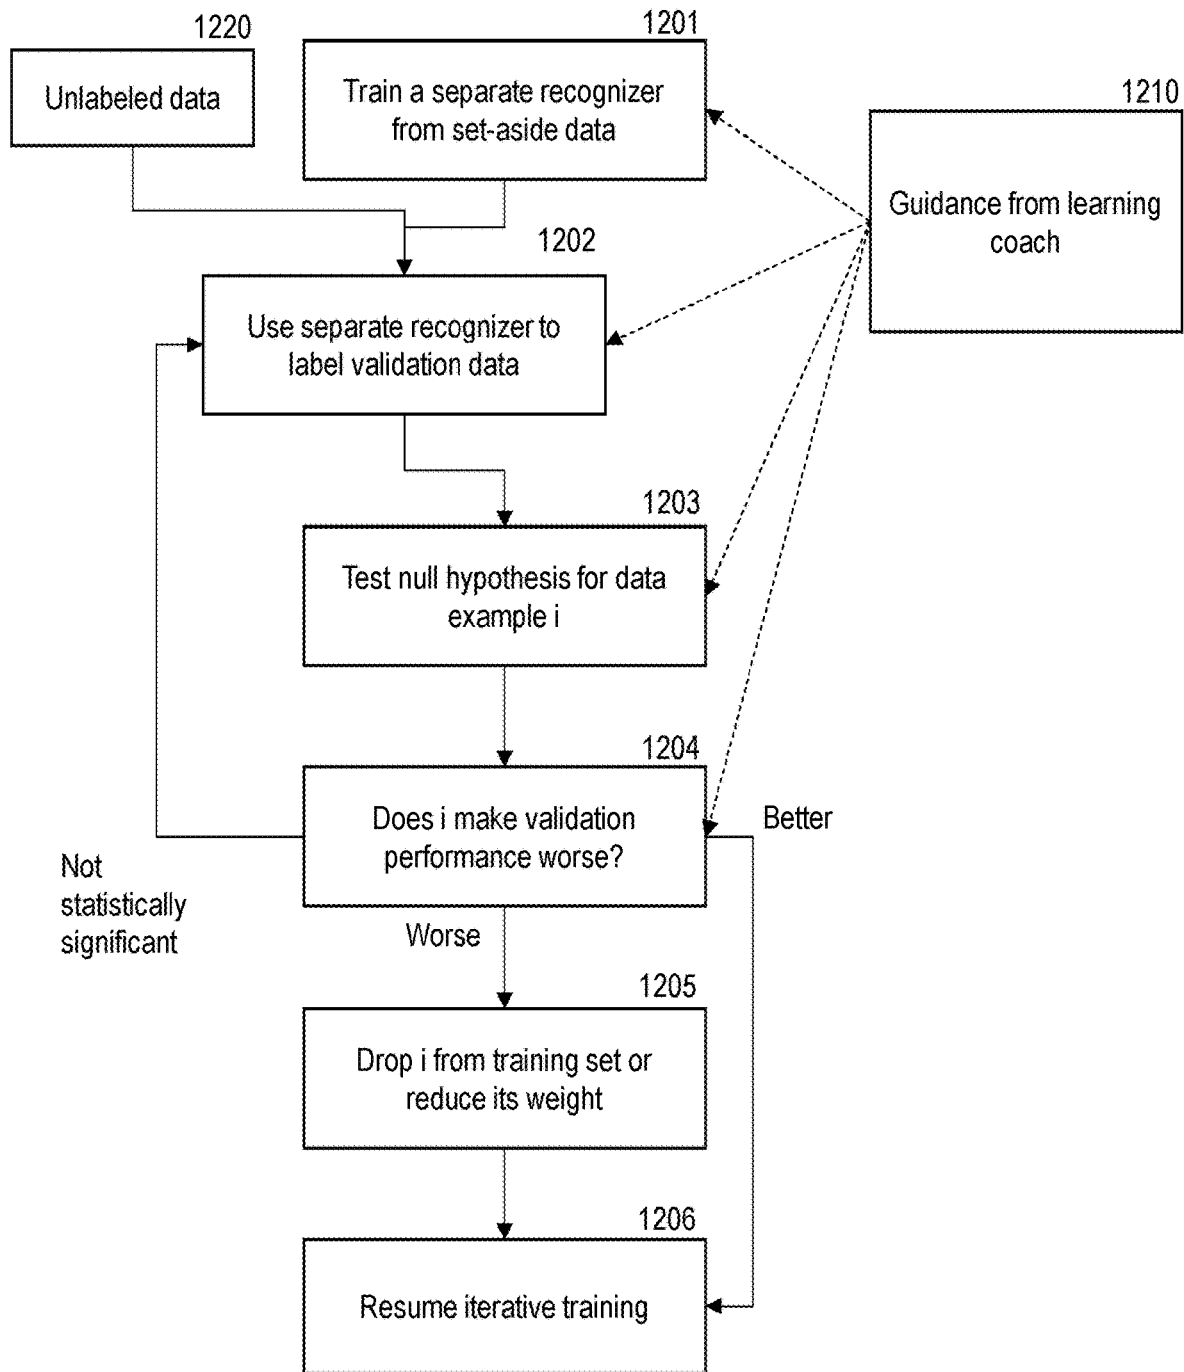 1220
Unlabeled data
1201
Train a separate recognizer
from set-aside data
1210
Guidance from learning
coach
1202
Use separate recognizer to
label validation data
1203
Test null hypothesis for data
example i
1204
Does i make validation
performance worse?
Better
Not
statistically
significant
Worse
1205
Drop i from training set or
reduce its weight
1206
Resume iterative training